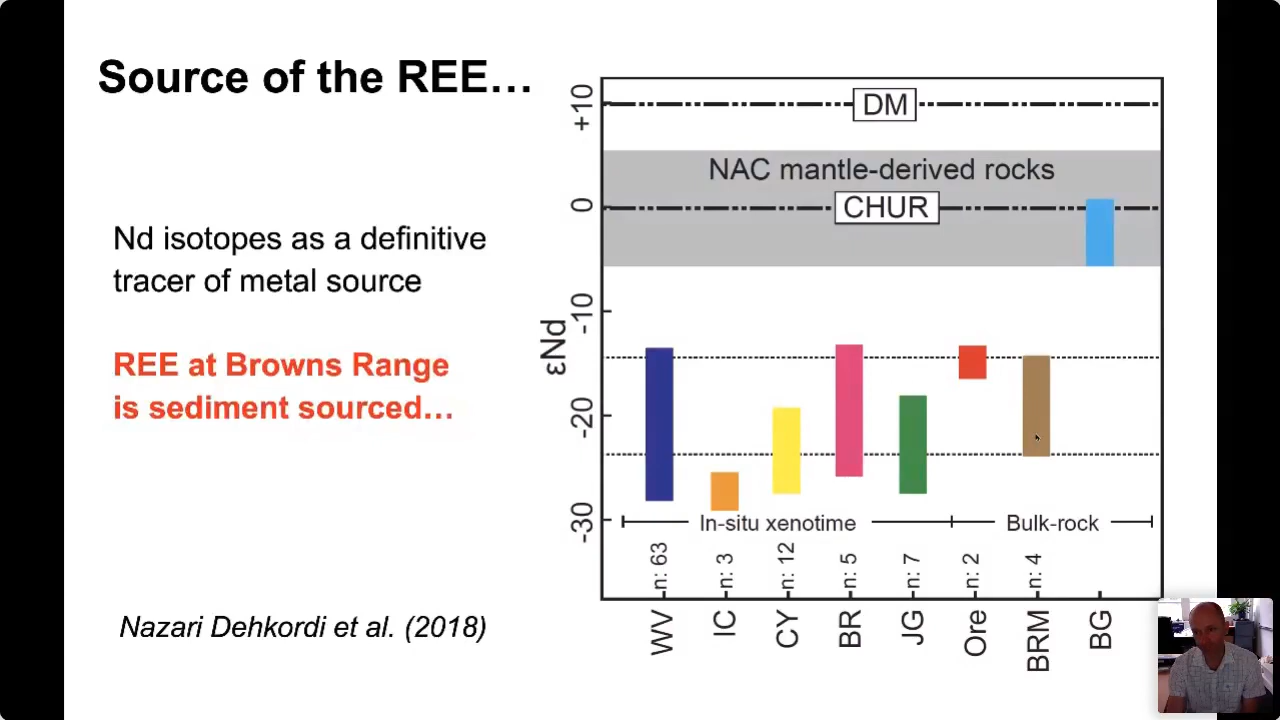 Source of the REE...
Nd isotopes as a definitive
tracer of metal source
REE at Browns Range
is sediment sourced...
Nazari Dehkordi et al. (2018)
εNd
+10
0
-10
-20
-30
DM
NAC mantle-derived rocks
CHUR
In-situ xenotime
Bulk-rock
n: 63
n: 3
n: 12
n: 5
n: 7
n: 2
n: 4
WV
IC
CY
BR
JG
Ore
BRM
BG